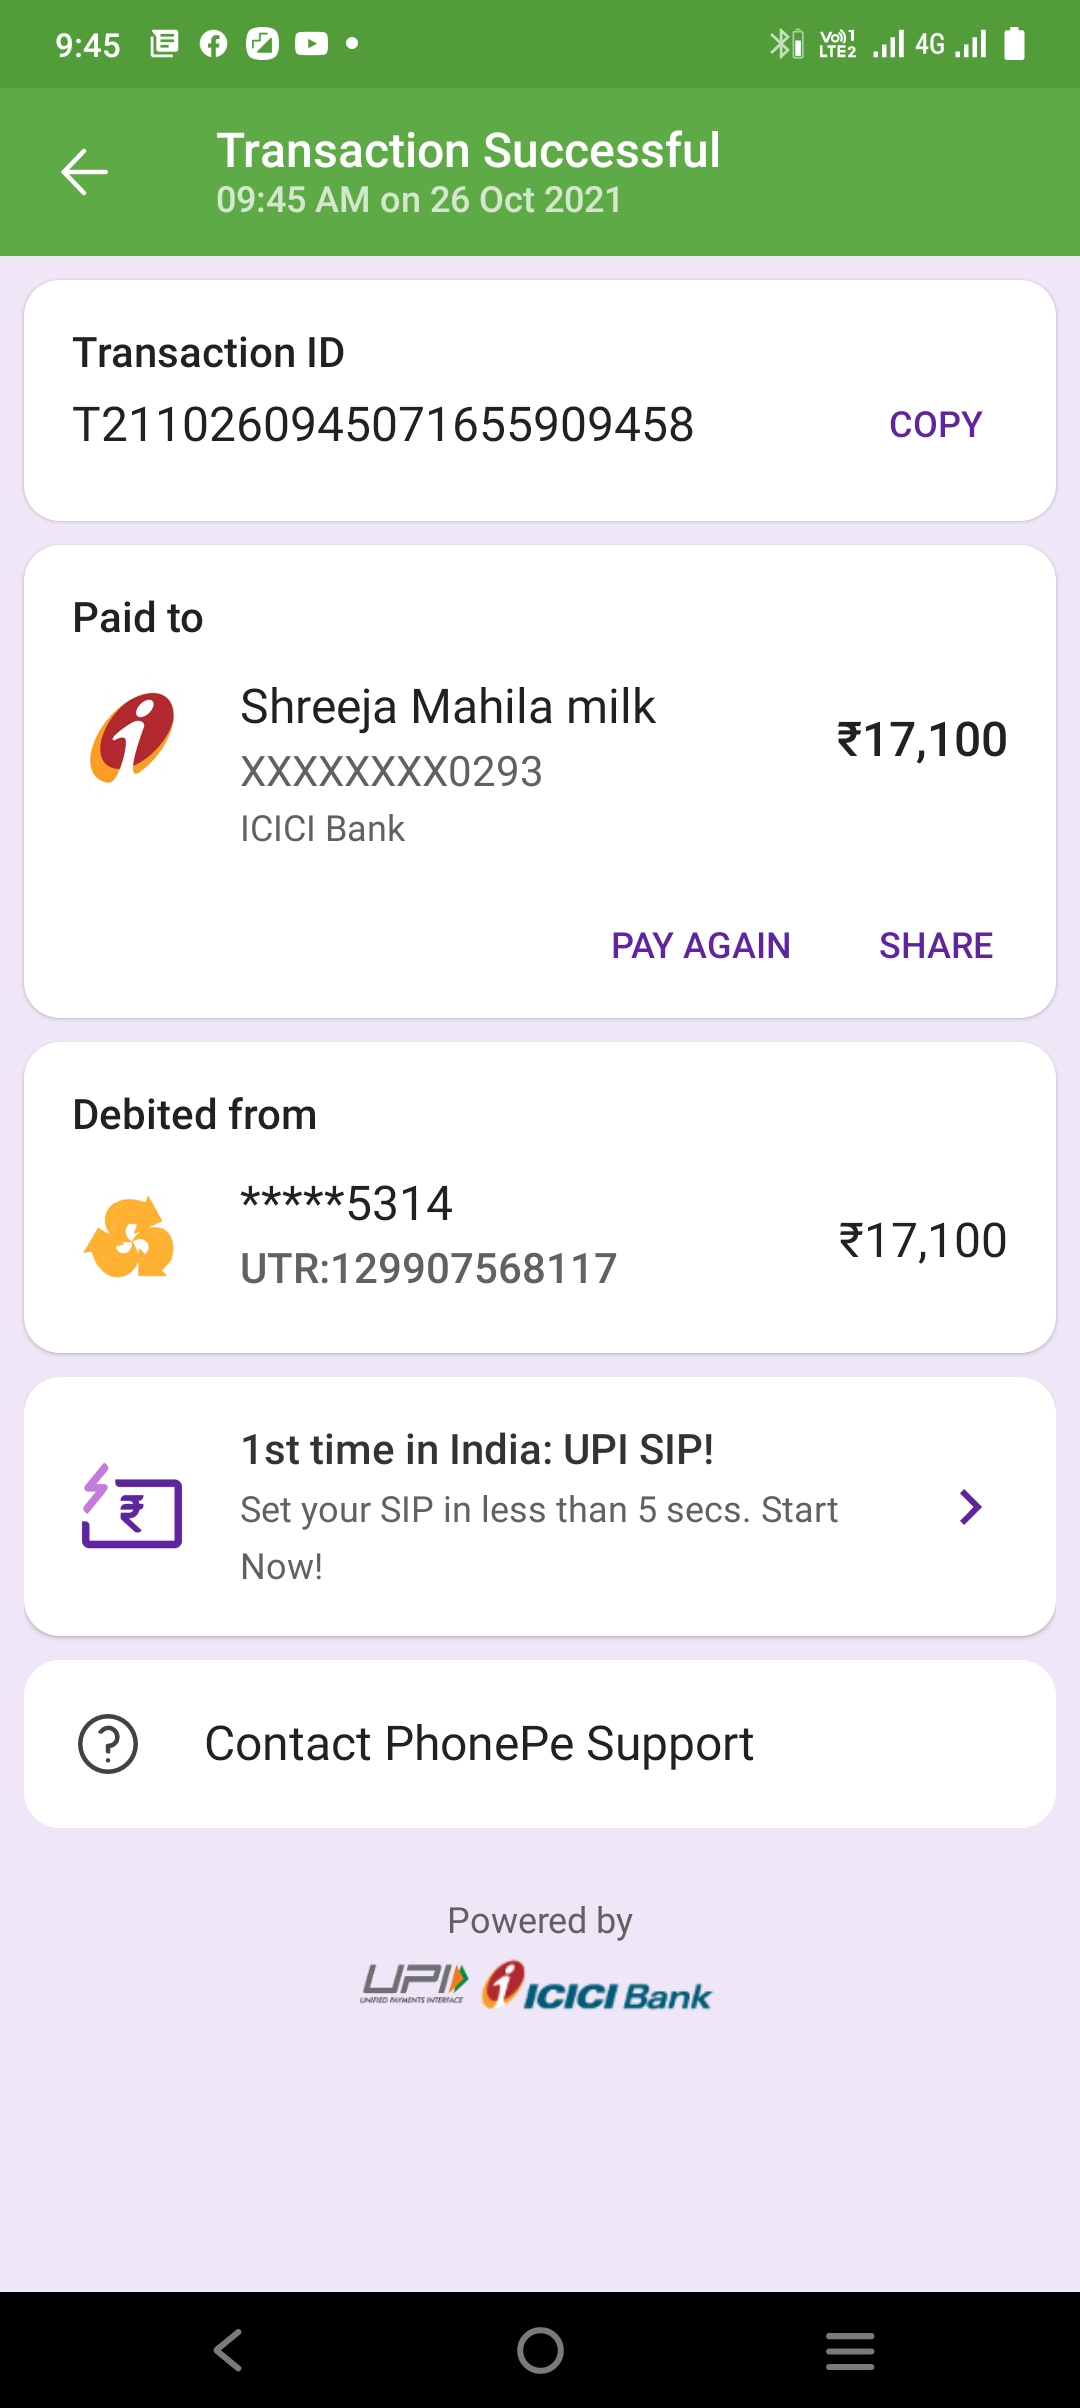 9:45
Vo))1 LTE2 4G
Transaction Successful
09:45 AM on 26 Oct 2021
Transaction ID
T2110260945071655909458 COPY
Paid to
Shreeja Mahila milk
₹17,100
XXXXXXXX0293
ICICI Bank
PAY AGAIN SHARE
Debited from
*****5314
₹17,100
UTR:129907568117
1st time in India: UPI SIP!
Set your SIP in less than 5 secs. Start
Now!
Contact PhonePe Support
Powered by
UPI ICICI Bank
UNIFIED PAYMENTS INTERFACE